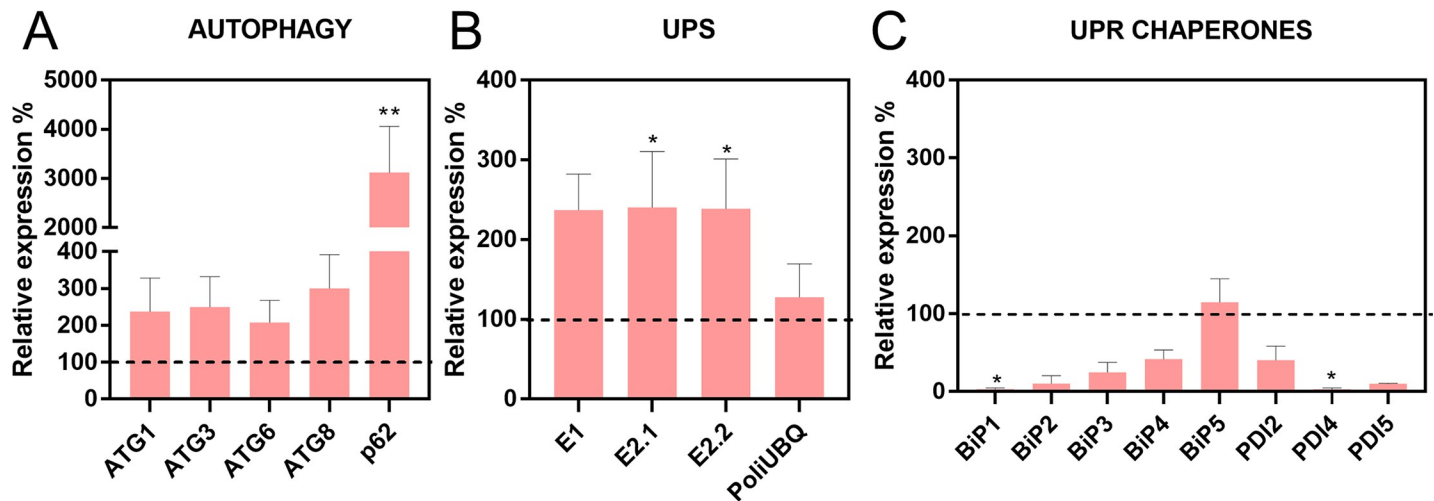 A
AUTOPHAGY
Relative expression %
5000
4000
3000
2000
400
300
200
100
0
**
ATG1
ATG3
ATG6
ATG8
p62
B
UPS
Relative expression %
400
300
200
100
0
*
*
E1
E2.1
E2.2
PoliUBQ
C
UPR CHAPERONES
Relative expression %
400
300
200
100
0
*
*
BiP1
BiP2
BiP3
BiP4
BiP5
PDI2
PDI4
PDI5